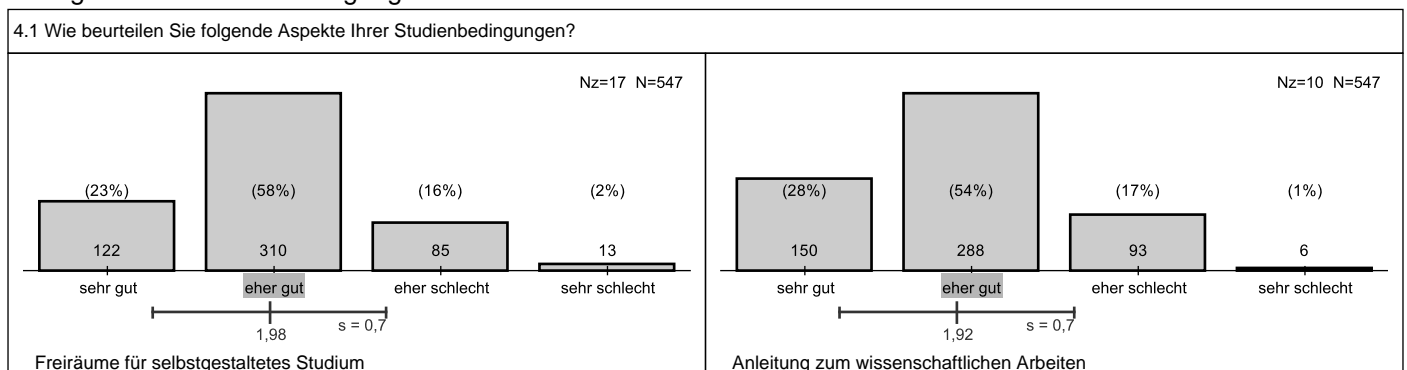 4.1 Wie beurteilen Sie folgende Aspekte Ihrer Studienbedingungen?
Nz=17 N=547
(23%) (58%) (16%) (2%)
122 310 85 13
sehr gut eher gut eher schlecht sehr schlecht
1,98 s = 0,7
Freiräume für selbstgestaltetes Studium
Nz=10 N=547
(28%) (54%) (17%) (1%)
150 288 93 6
sehr gut eher gut eher schlecht sehr schlecht
1,92 s = 0,7
Anleitung zum wissenschaftlichen Arbeiten